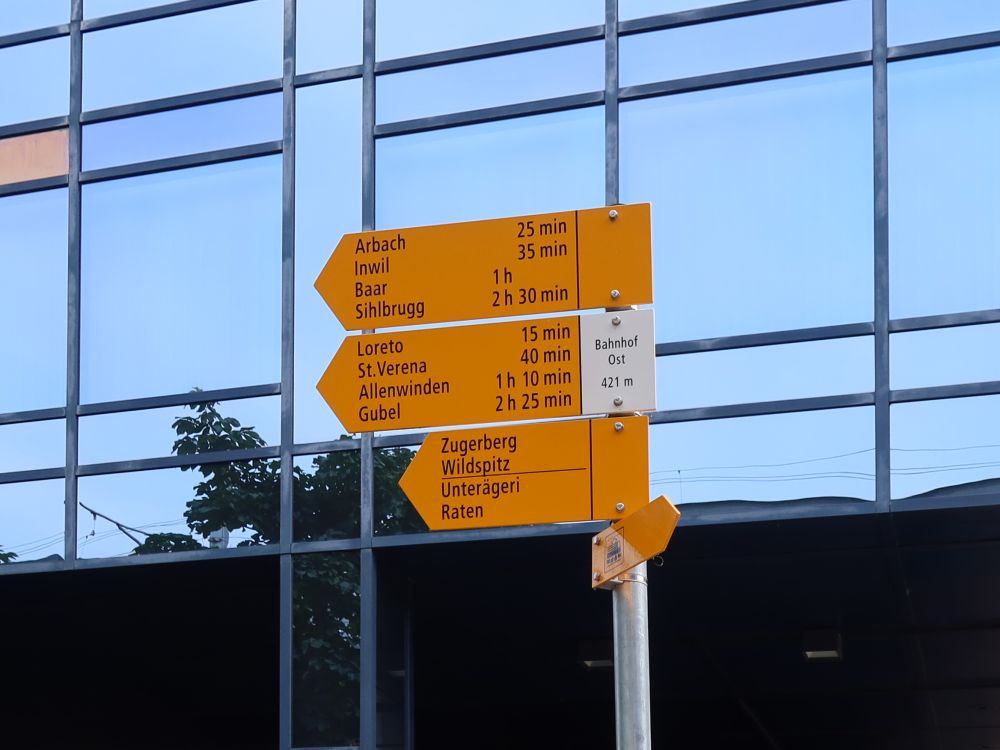 Arbach 25 min
Inwil 35 min
Baar 1 h
Sihlbrugg 2 h 30 min
Loreto 15 min
St.Verena 40 min
Allenwinden 1 h 10 min
Gubel 2 h 25 min
Bahnhof
Ost
421 m
Zugerberg
Wildspitz
Unterägeri
Raten